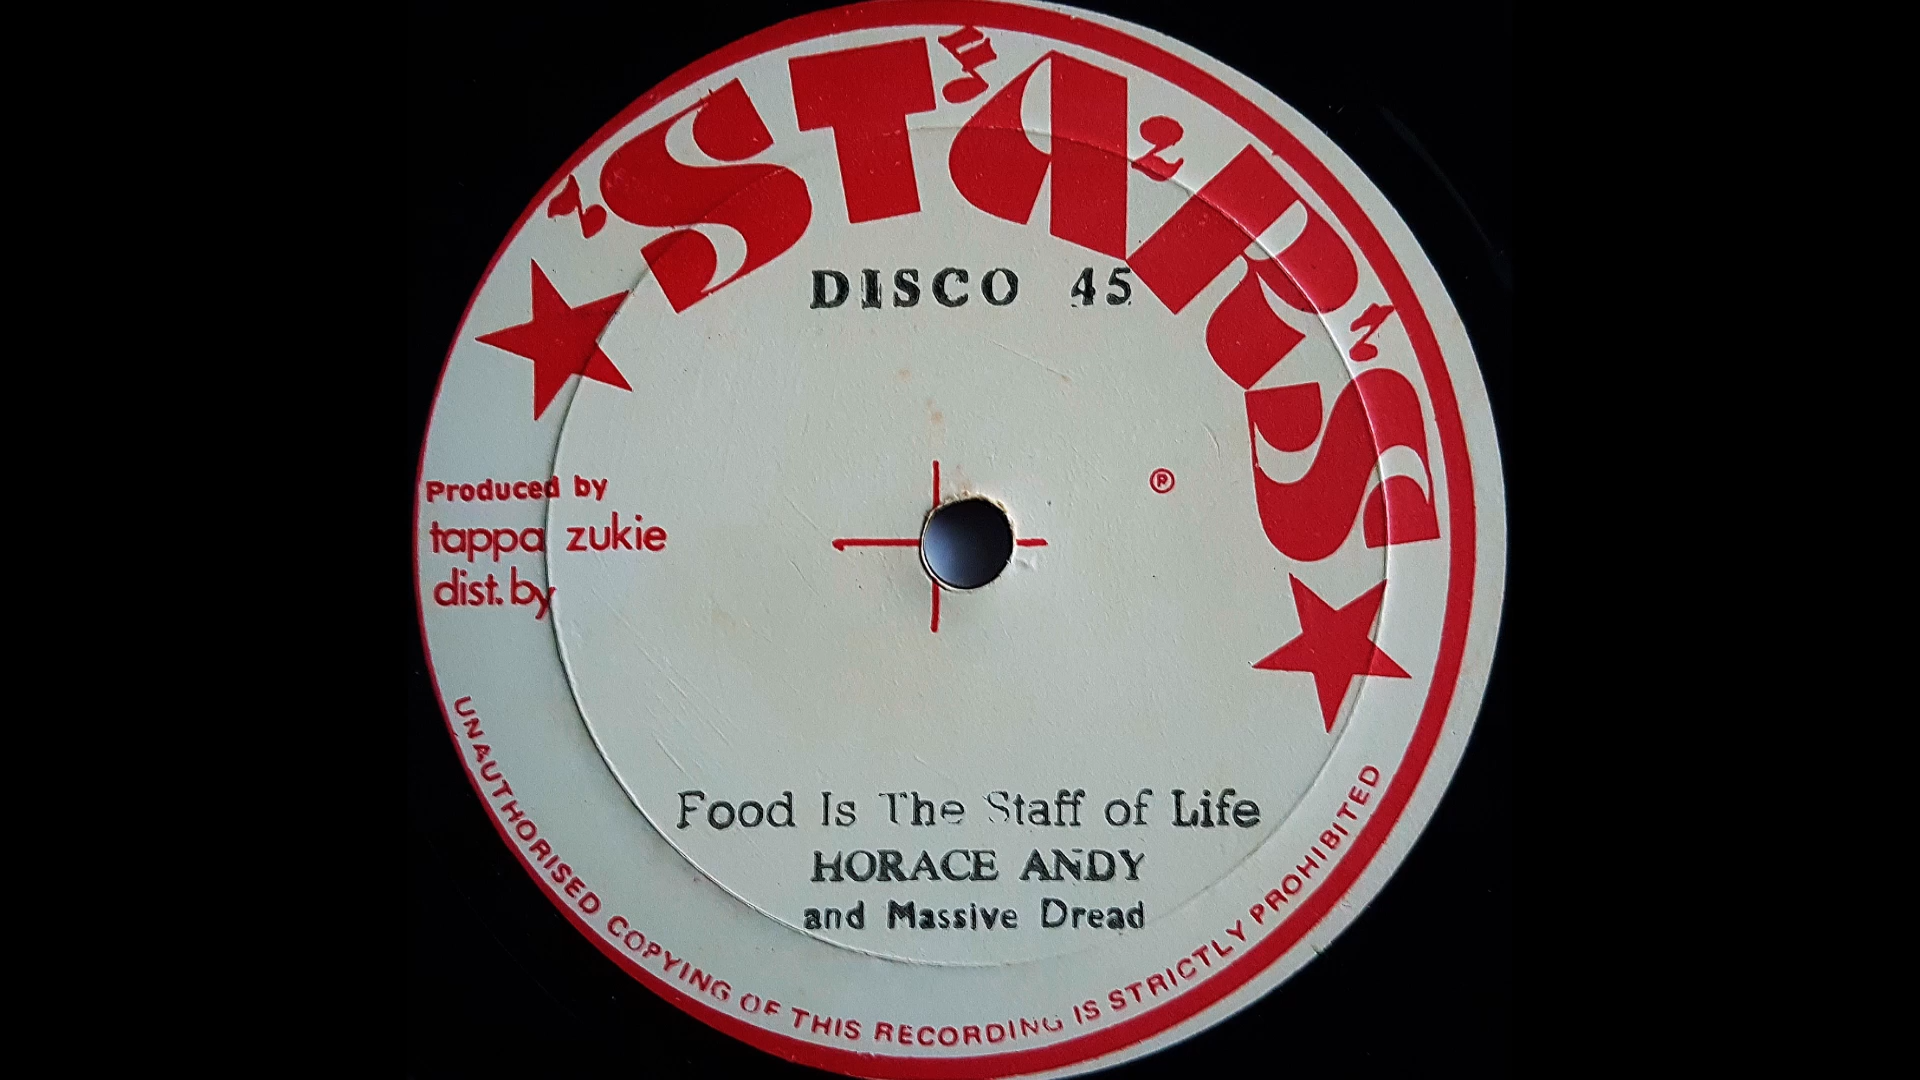 STARS
DISCO 45
Produced by
tappa zukie
dist. by
℗
Food Is The Staff of Life
HORACE ANDY
and Massive Dread
UNAUTHORISED COPYING OF THIS RECORDING IS STRICTLY PROHIBITED